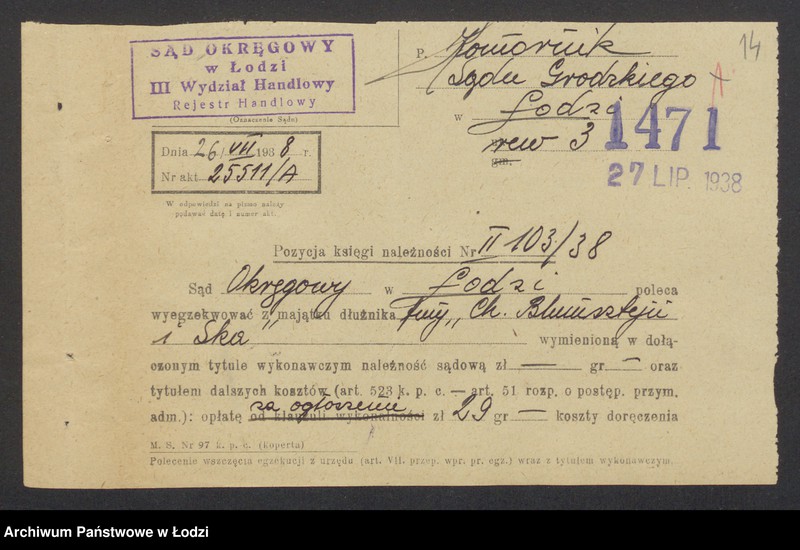 SĄD OKRĘGOWY
w Łodzi
III Wydział Handlowy
Rejestr Handlowy
(Oznaczenie Sądu)
P. Komornik
Sądu Grodzkiego
w Łodzi
rew 3
gm.
14
A
1471
27 LIP. 1938
Dnia 26/VII 1938 r.
Nr akt 25511/A
W odpowiedzi na pismo należy
podawać datę i numer akt.
Pozycja księgi należności Nr II 103/38
Sąd Okręgowy w Łodzi poleca
wyegzekwować z majątku dłużnika firmy „Ch. Blumsztejn
i Ska” wymienioną w dołą-
czonym tytule wykonawczym należność sądową zł — gr — oraz
tytułem dalszych kosztów (art. 523 k. p. c. — art. 51 rozp. o postęp. przym.
adm.): opłatę od klauzuli wykonalności za ogłoszenie zł 29 gr — koszty doręczenia
M. S. Nr 97 k. p. c. (koperta)
Polecenie wszczęcia egzekucji z urzędu (art. VII. przep. wpr. pr. egz.) wraz z tytułem wykonawczym.
Archiwum Państwowe w Łodzi